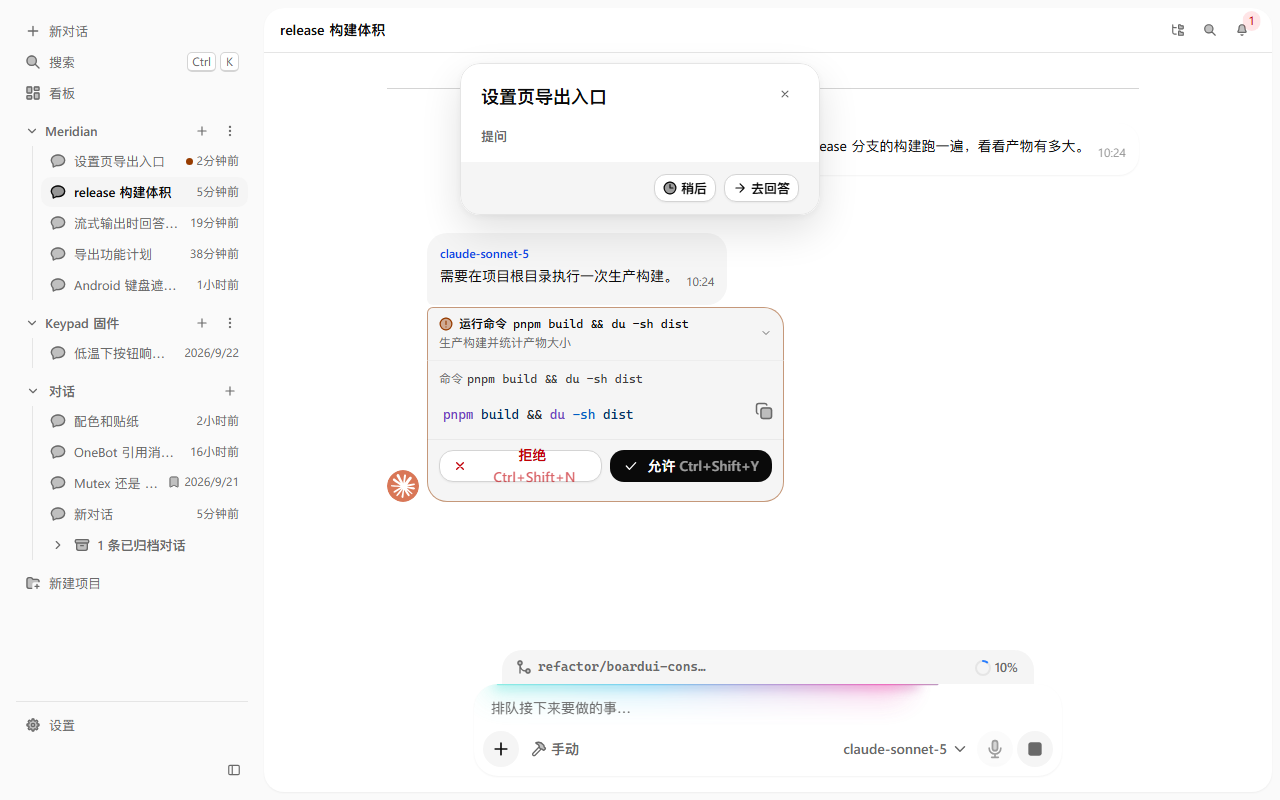 新对话
搜索 Ctrl K
看板
Meridian
设置页导出入口 2分钟前
release 构建体积 5分钟前
流式输出时回答… 19分钟前
导出功能计划 38分钟前
Android 键盘遮… 1小时前
Keypad 固件
低温下按钮响… 2026/9/22
对话
配色和贴纸 2小时前
OneBot 引用消… 16小时前
Mutex 还是 … 2026/9/21
新对话 5分钟前
1 条已归档对话
新建项目
设置
release 构建体积
1
设置页导出入口
提问
稍后 去回答
ease 分支的构建跑一遍，看看产物有多大。 10:24
claude-sonnet-5
需要在项目根目录执行一次生产构建。 10:24
运行命令 pnpm build && du -sh dist
生产构建并统计产物大小
命令 pnpm build && du -sh dist
pnpm build && du -sh dist
拒绝
Ctrl+Shift+N
允许 Ctrl+Shift+Y
refactor/boardui-cons… 10%
排队接下来要做的事…
手动 claude-sonnet-5